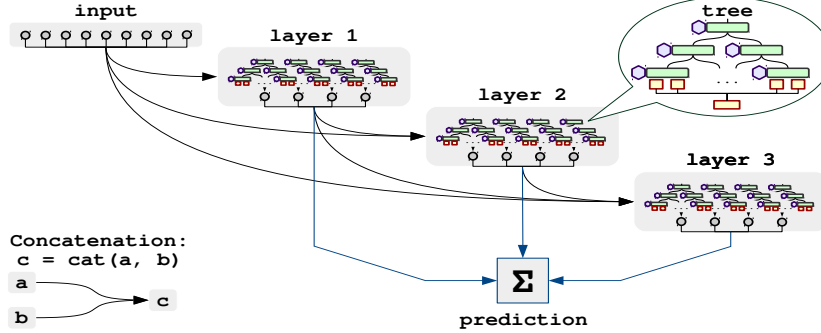 input
layer 1
layer 2
tree
...
...
layer 3
Concatenation:
c = cat(a, b)
a
b
c
Σ
prediction